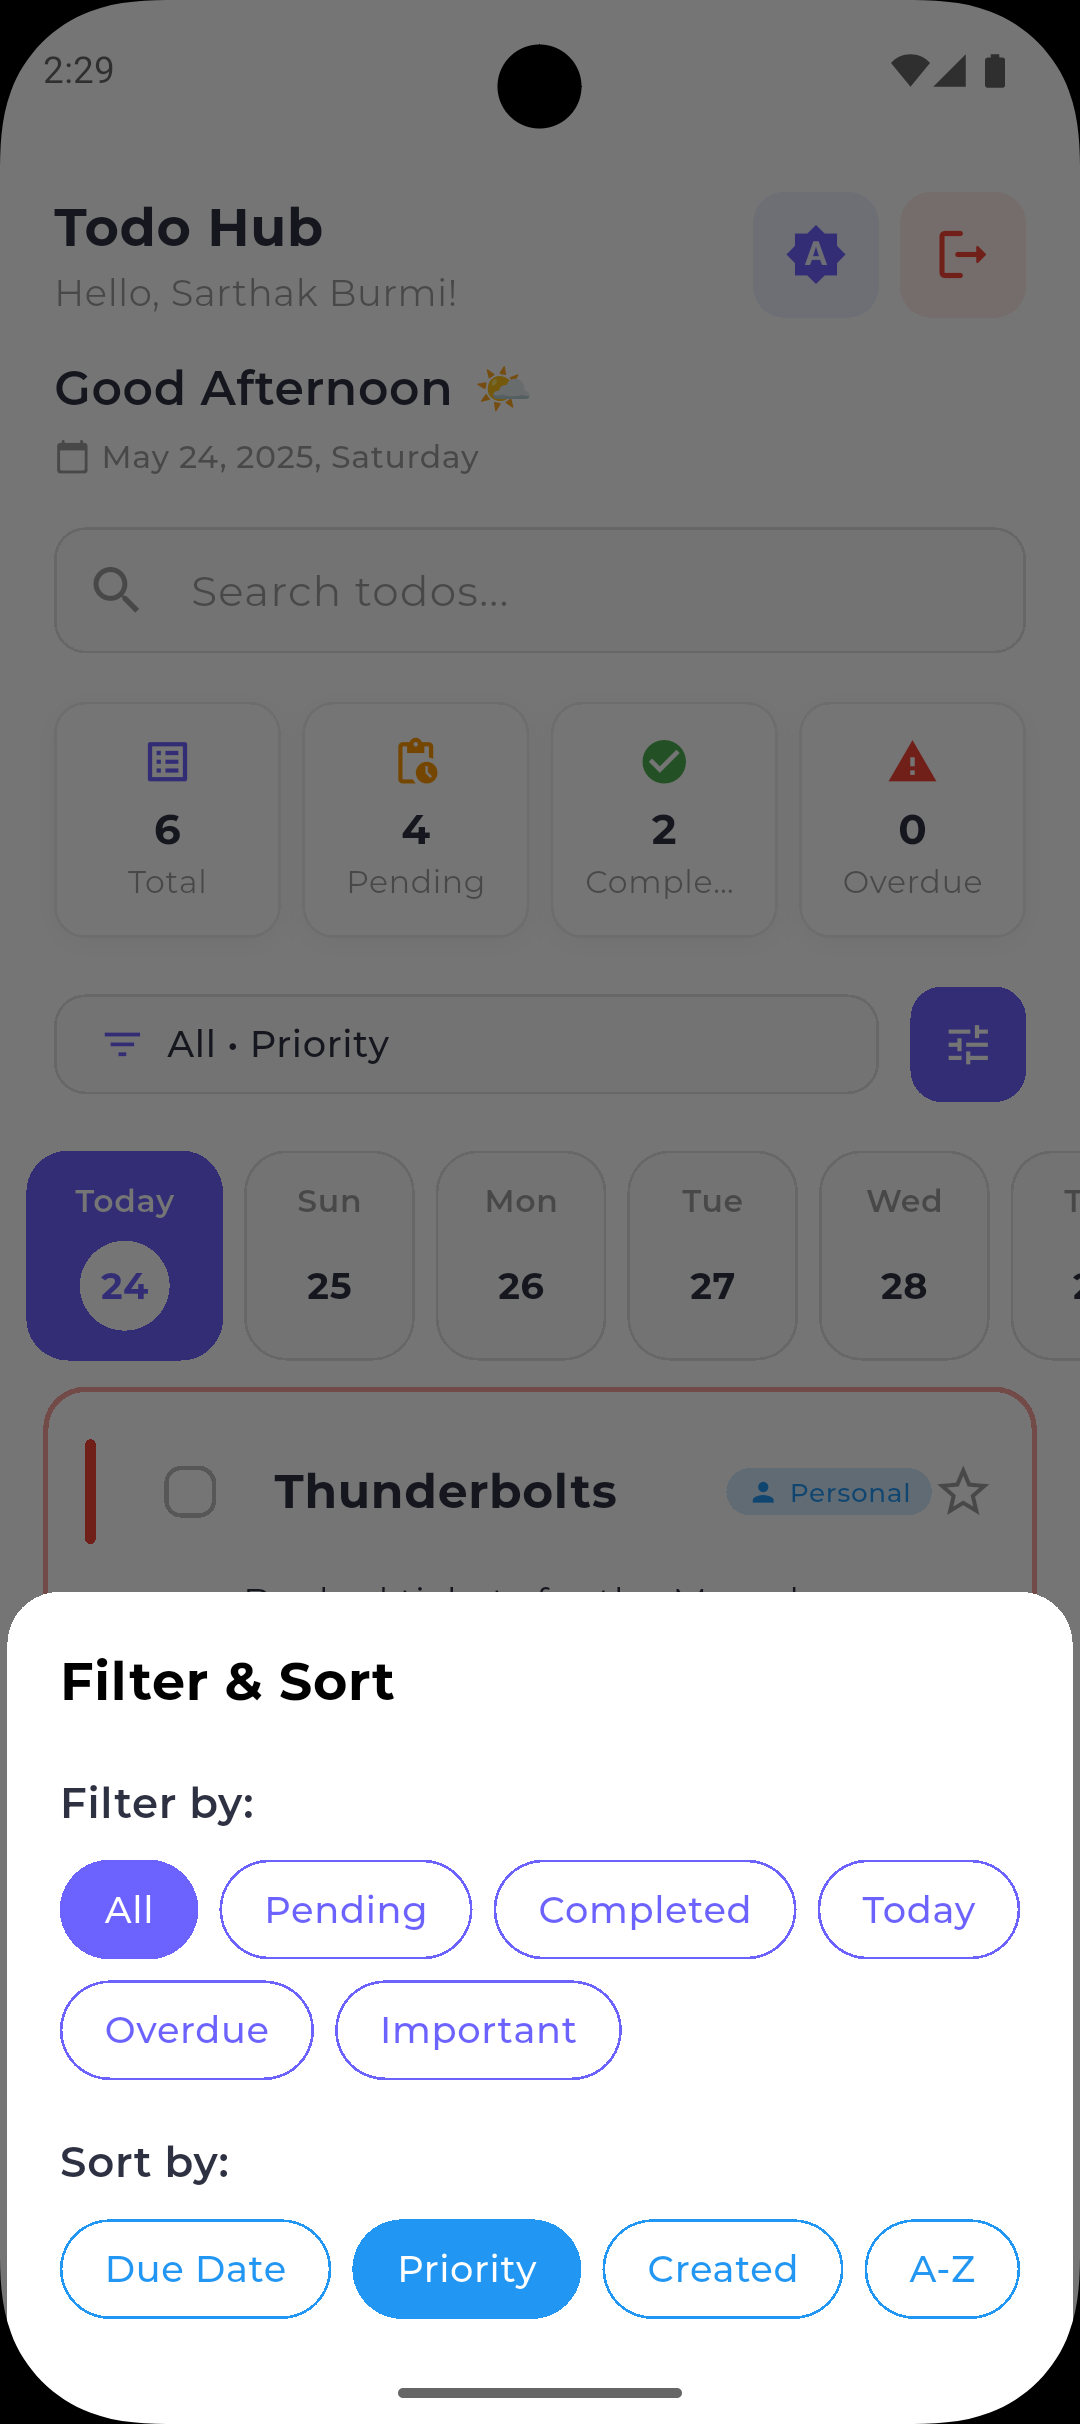 2:29
Todo Hub
Hello, Sarthak Burmi!
A
Good Afternoon 🌤️
May 24, 2025, Saturday
Search todos...
6 4 2 0
Total Pending Comple... Overdue
All • Priority
Today Sun Mon Tue Wed
24 25 26 27 28
Thunderbolts Personal
Filter & Sort
Filter by:
All Pending Completed Today
Overdue Important
Sort by:
Due Date Priority Created A-Z